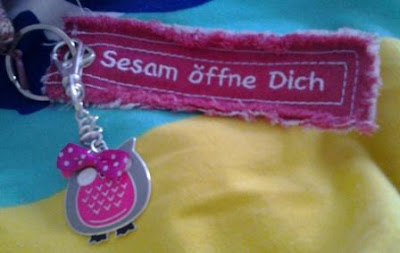 Sesam öffne Dich